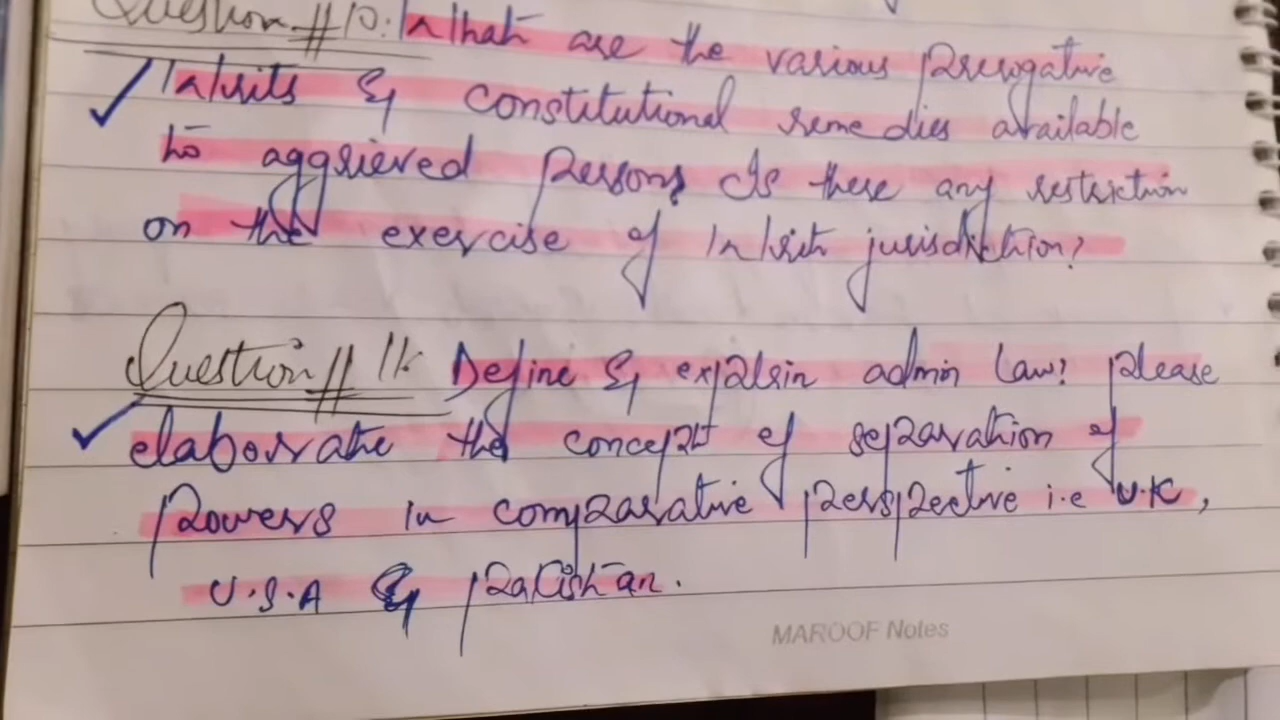 Question #10: What are the various prerogative
Writs & constitutional remedies available
to aggrieved persons Is there any restriction
on the exercise of writ jurisdiction?
Question # 11: Define & explain admin law? please
elaborate the concept of separation of
powers in comparative perspective i.e U.K,
U.S.A & pakistan.
MAROOF Notes